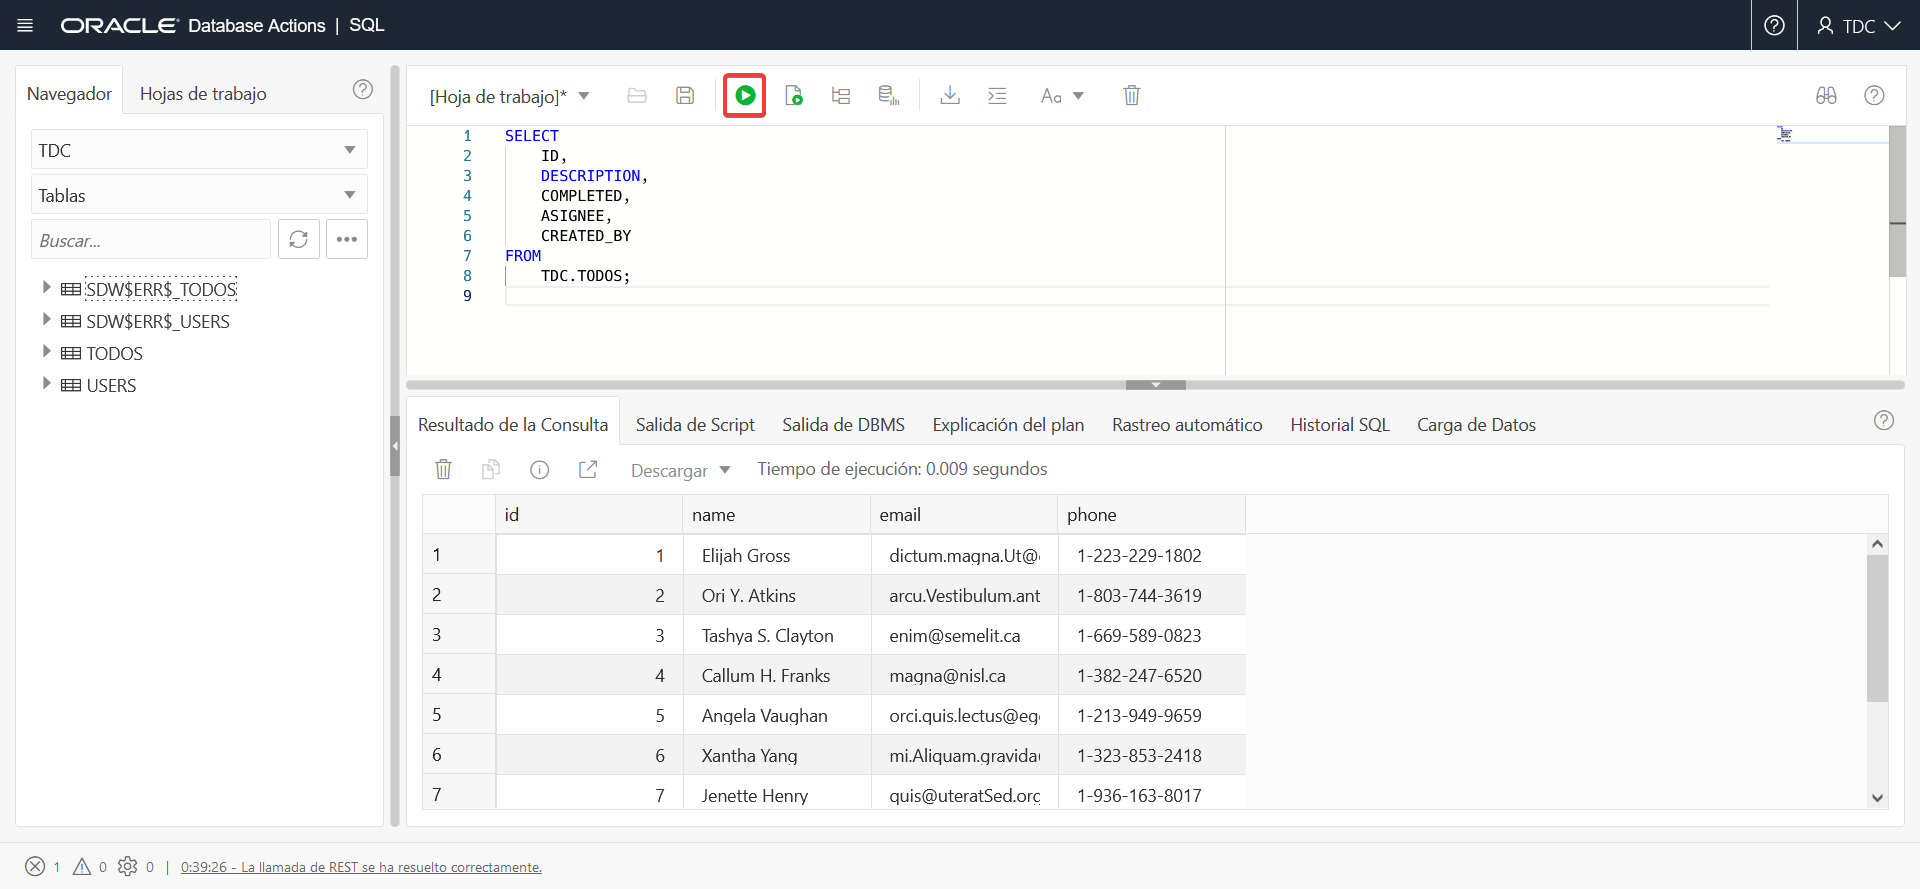 ORACLE Database Actions | SQL
TDC
Navegador
Hojas de trabajo
TDC
Tablas
Buscar...
SDW$ERR$_TODOS
SDW$ERR$_USERS
TODOS
USERS
[Hoja de trabajo]*
Aa
1 SELECT
2 ID,
3 DESCRIPTION,
4 COMPLETED,
5 ASIGNEE,
6 CREATED_BY
7 FROM
8 TDC.TODOS;
9
Resultado de la Consulta
Salida de Script
Salida de DBMS
Explicación del plan
Rastreo automático
Historial SQL
Carga de Datos
Descargar
Tiempo de ejecución: 0.009 segundos
id name email phone
1 1 Elijah Gross dictum.magna.Ut@ 1-223-229-1802
2 2 Ori Y. Atkins arcu.Vestibulum.ant 1-803-744-3619
3 3 Tashya S. Clayton enim@semelit.ca 1-669-589-0823
4 4 Callum H. Franks magna@nisl.ca 1-382-247-6520
5 5 Angela Vaughan orci.quis.lectus@eg 1-213-949-9659
6 6 Xantha Yang mi.Aliquam.gravida 1-323-853-2418
7 7 Jenette Henry quis@uteratSed.org 1-936-163-8017
1 0 0 | 0:39:26 - La llamada de REST se ha resuelto correctamente.